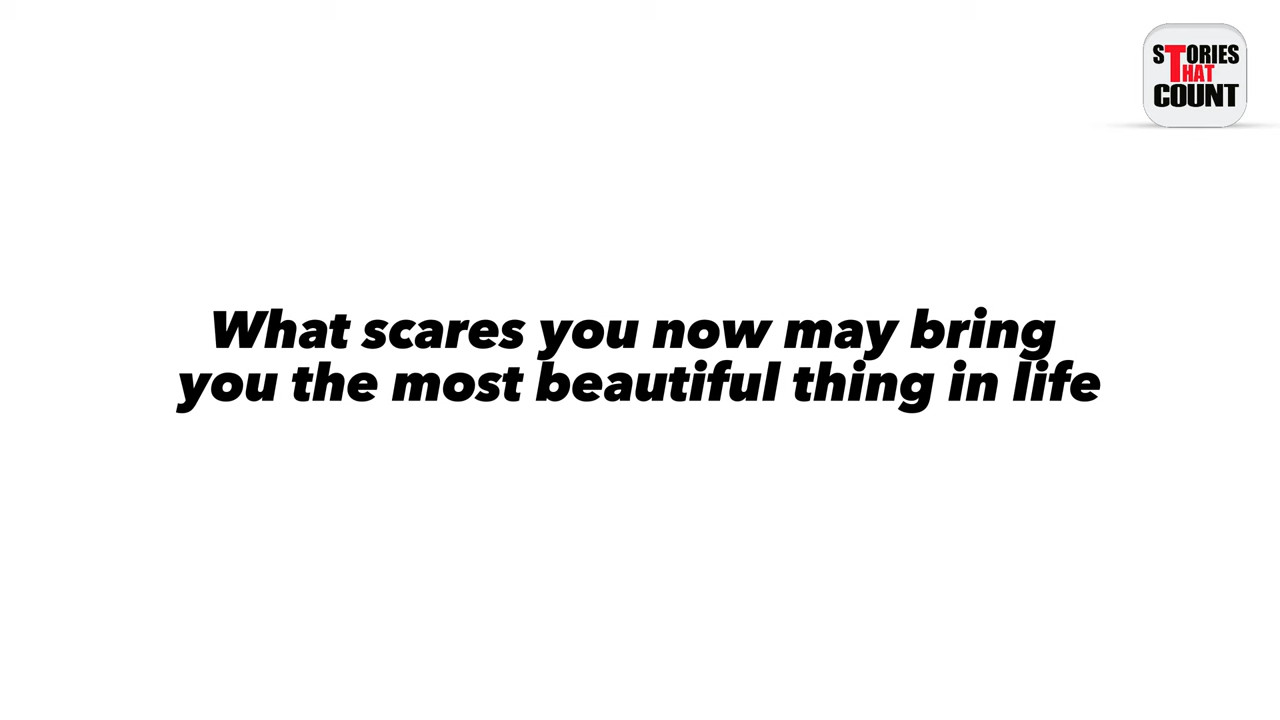 STORIES
THAT
COUNT
What scares you now may bring
you the most beautiful thing in life